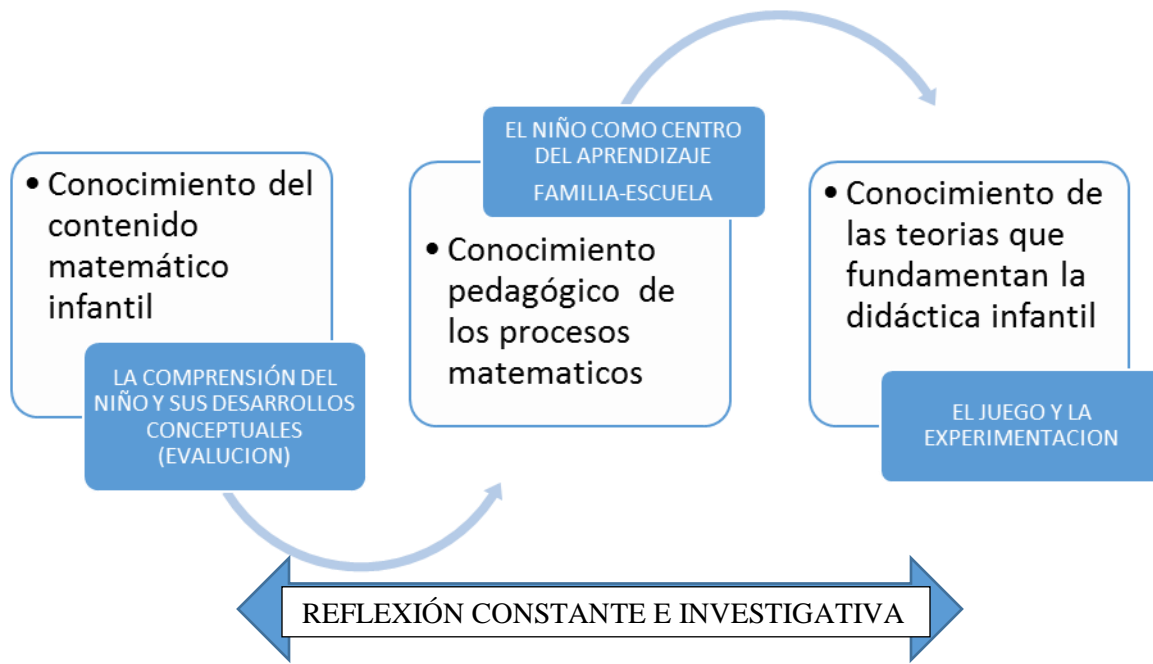 • Conocimiento del
contenido
matemático
infantil
LA COMPRENSIÓN DEL
NIÑO Y SUS DESARROLLOS
CONCEPTUALES
(EVALUCION)
EL NIÑO COMO CENTRO
DEL APRENDIZAJE
FAMILIA-ESCUELA
• Conocimiento
pedagógico de
los procesos
matematicos
• Conocimiento de
las teorias que
fundamentan la
didáctica infantil
EL JUEGO Y LA
EXPERIMENTACION
REFLEXIÓN CONSTANTE E INVESTIGATIVA